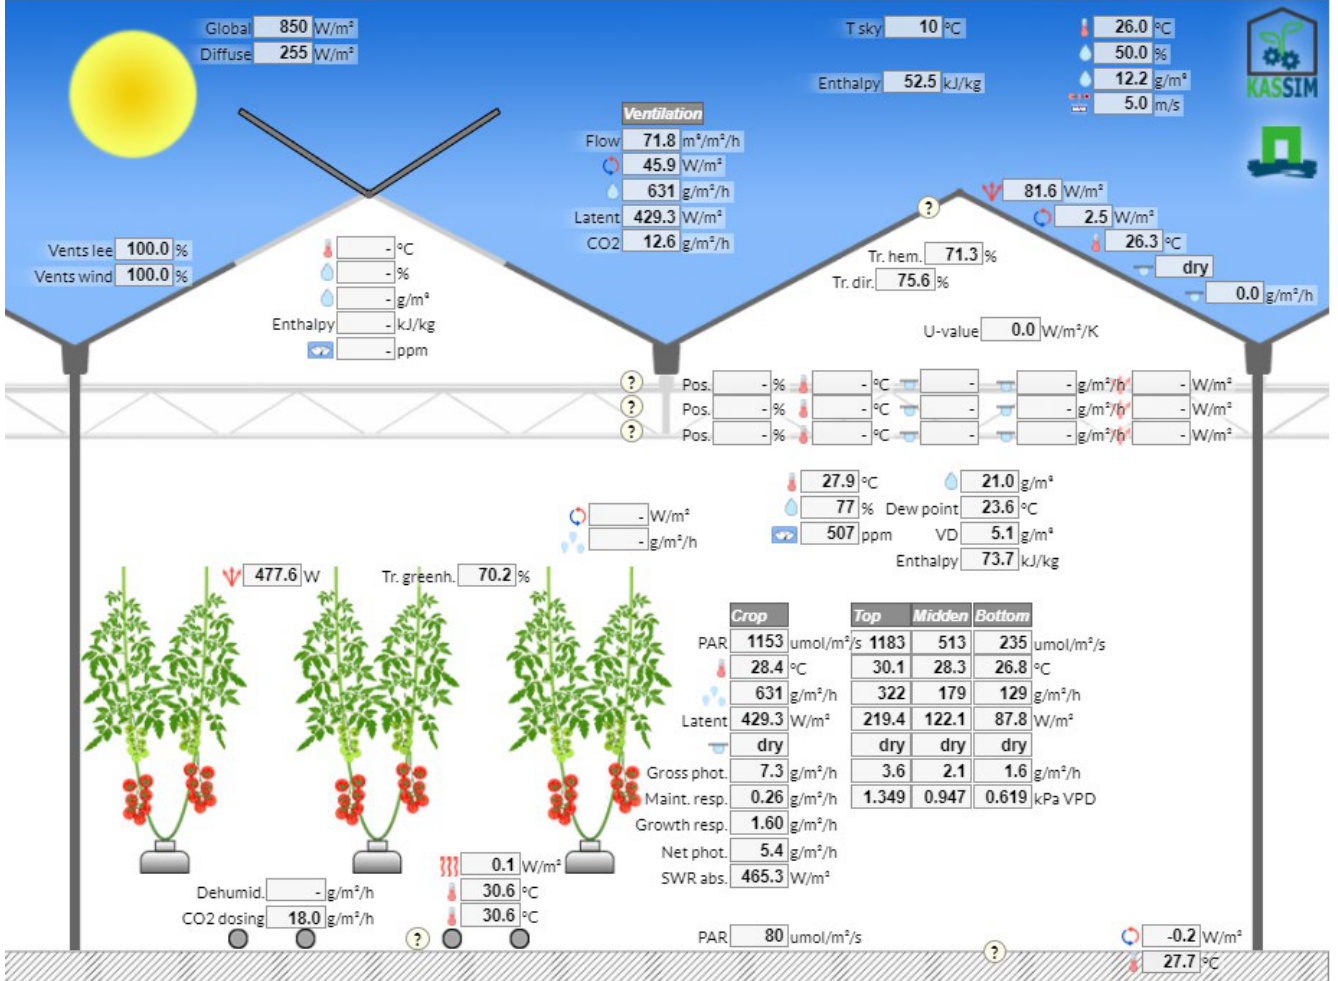 Global 850 W/m²
Diffuse 255 W/m²
T sky 10 °C
Enthalpy 52.5 kJ/kg
26.0 °C
50.0 %
12.2 g/m³
5.0 m/s
KASSIM
Ventilation
Flow 71.8 m³/m²/h
45.9 W/m²
631 g/m²/h
Latent 429.3 W/m²
CO2 12.6 g/m²/h
Vents lee 100.0 %
Vents wind 100.0 %
- °C
- %
- g/m³
Enthalpy - kJ/kg
- ppm
?
81.6 W/m²
2.5 W/m²
26.3 °C
dry
0.0 g/m²/h
Tr. hem. 71.3 %
Tr. dir. 75.6 %
U-value 0.0 W/m²/K
? Pos. - % - °C - - g/m²/h - W/m²
? Pos. - % - °C - - g/m²/h - W/m²
? Pos. - % - °C - - g/m²/h - W/m²
27.9 °C 21.0 g/m³
77 % Dew point 23.6 °C
507 ppm VD 5.1 g/m³
Enthalpy 73.7 kJ/kg
- W/m²
- g/m²/h
477.6 W
Tr. greenh. 70.2 %
Crop Top Midden Bottom
PAR 1153 umol/m²/s 1183 513 235 umol/m²/s
28.4 °C 30.1 28.3 26.8 °C
631 g/m²/h 322 179 129 g/m²/h
Latent 429.3 W/m² 219.4 122.1 87.8 W/m²
dry dry dry dry
Gross phot. 7.3 g/m²/h 3.6 2.1 1.6 g/m²/h
Maint. resp. 0.26 g/m²/h 1.349 0.947 0.619 kPa VPD
Growth resp. 1.60 g/m²/h
Net phot. 5.4 g/m²/h
SWR abs. 465.3 W/m²
0.1 W/m²
30.6 °C
30.6 °C
Dehumid. - g/m²/h
CO2 dosing 18.0 g/m²/h
?
PAR 80 umol/m²/s
?
-0.2 W/m²
27.7 °C